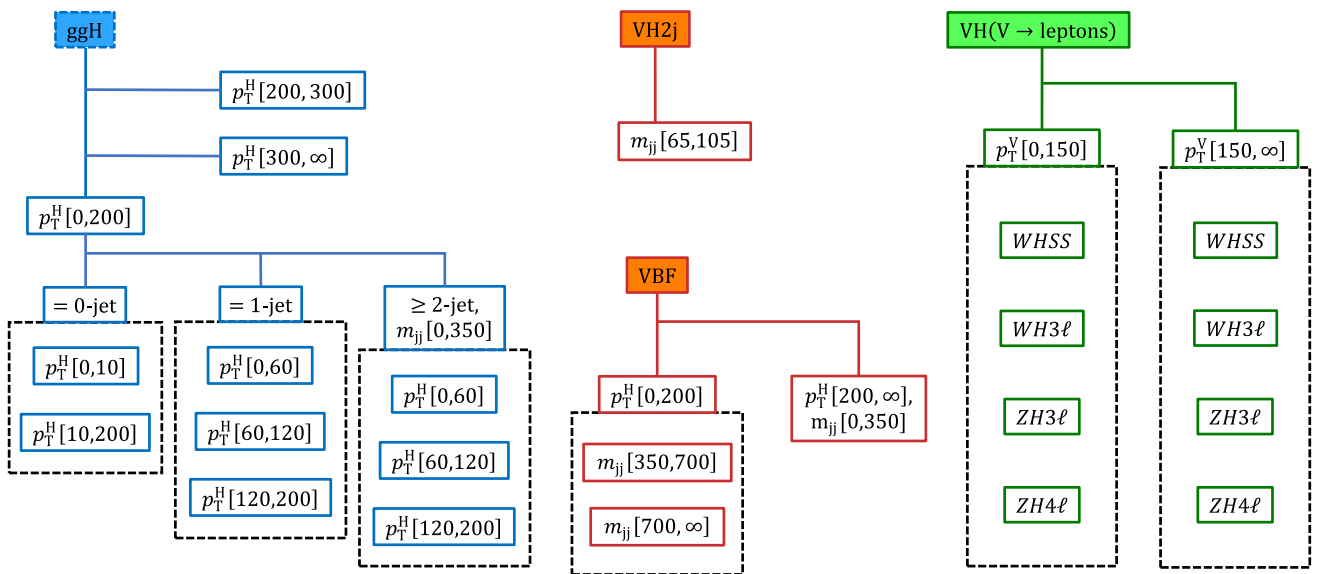 ggH
p_T^H[200, 300]
p_T^H[300, ∞]
p_T^H[0,200]
= 0-jet
p_T^H[0,10]
p_T^H[10,200]
= 1-jet
p_T^H[0,60]
p_T^H[60,120]
p_T^H[120,200]
≥ 2-jet,
m_jj[0,350]
p_T^H[0,60]
p_T^H[60,120]
p_T^H[120,200]
VH2j
m_jj[65,105]
VBF
p_T^H[0,200]
m_jj[350,700]
m_jj[700, ∞]
p_T^H[200, ∞],
m_jj[0,350]
VH(V → leptons)
p_T^V[0,150]
WHSS
WH3ℓ
ZH3ℓ
ZH4ℓ
p_T^V[150, ∞]
WHSS
WH3ℓ
ZH3ℓ
ZH4ℓ